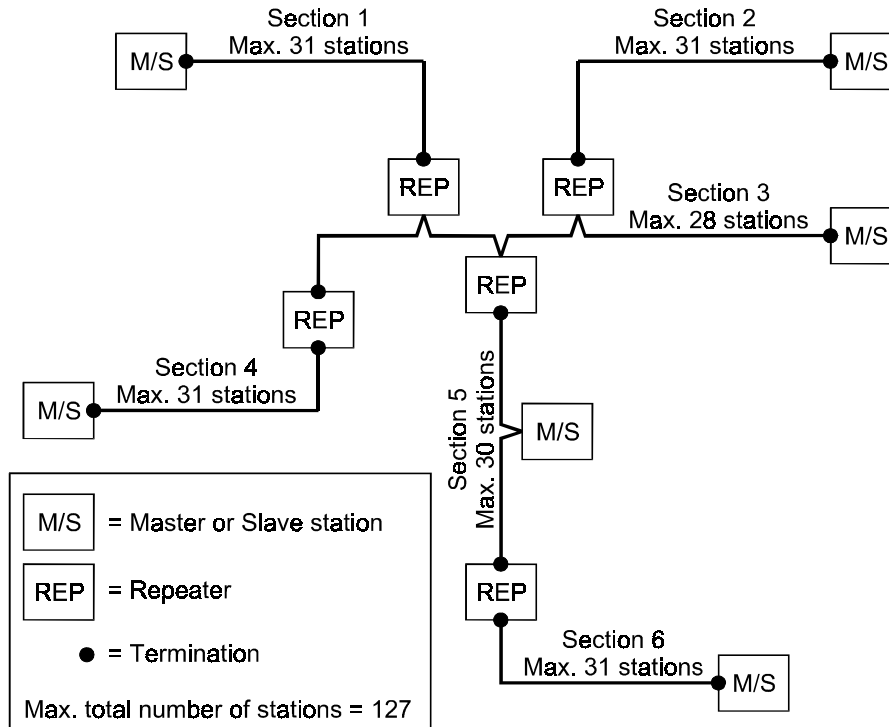 Section 1
Max. 31 stations
M/S
Section 2
Max. 31 stations
M/S
REP
REP
Section 3
Max. 28 stations
M/S
REP
REP
Section 4
Max. 31 stations
M/S
Section 5
Max. 30 stations
M/S
M/S = Master or Slave station
REP = Repeater
= Termination
Max. total number of stations = 127
REP
Section 6
Max. 31 stations
M/S